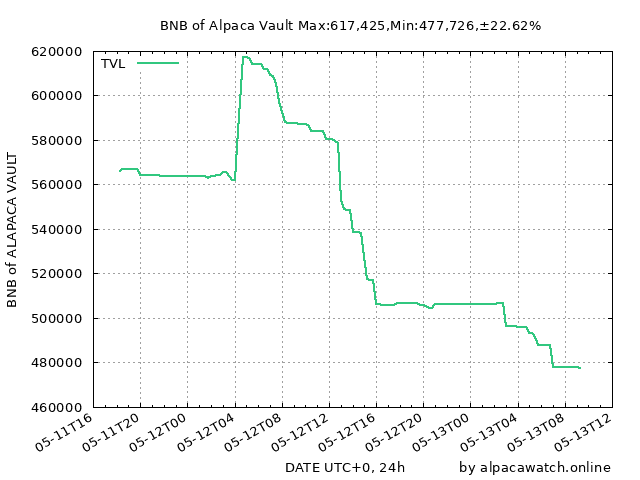 BNB of Alpaca Vault Max:617,425,Min:477,726,±22.62%
TVL
620000
600000
580000
560000
540000
520000
500000
480000
460000
BNB of ALAPACA VAULT
05-11T16
05-11T20
05-12T00
05-12T04
05-12T08
05-12T12
05-12T16
05-12T20
05-13T00
05-13T04
05-13T08
05-13T12
DATE UTC+0, 24h
by alpacawatch.online